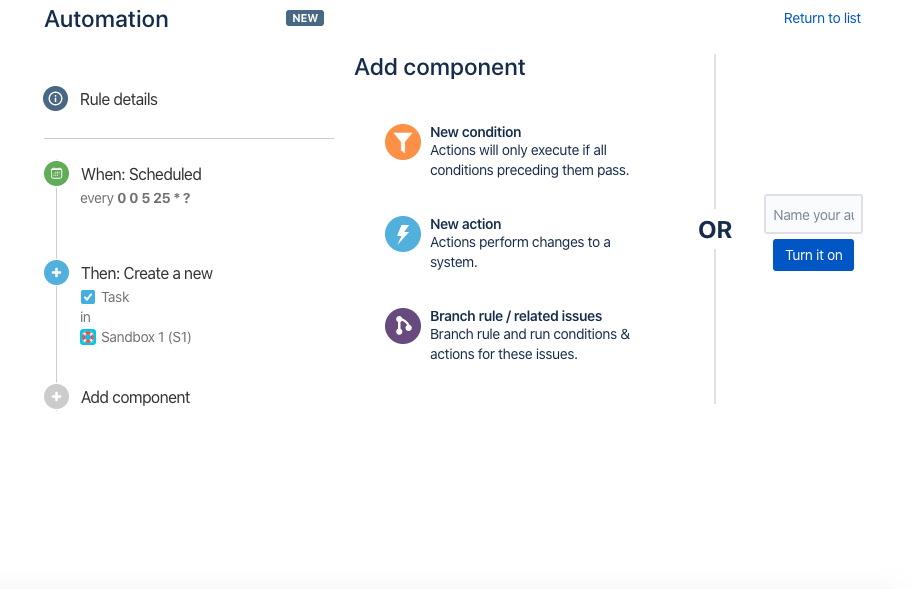 Automation
NEW
Return to list
Rule details
When: Scheduled
every 0 0 5 25 * ?
Then: Create a new
Task
in
Sandbox 1 (S1)
Add component
Add component
New condition
Actions will only execute if all
conditions preceding them pass.
New action
Actions perform changes to a
system.
Branch rule / related issues
Branch rule and run conditions &
actions for these issues.
OR
Name your au
Turn it on